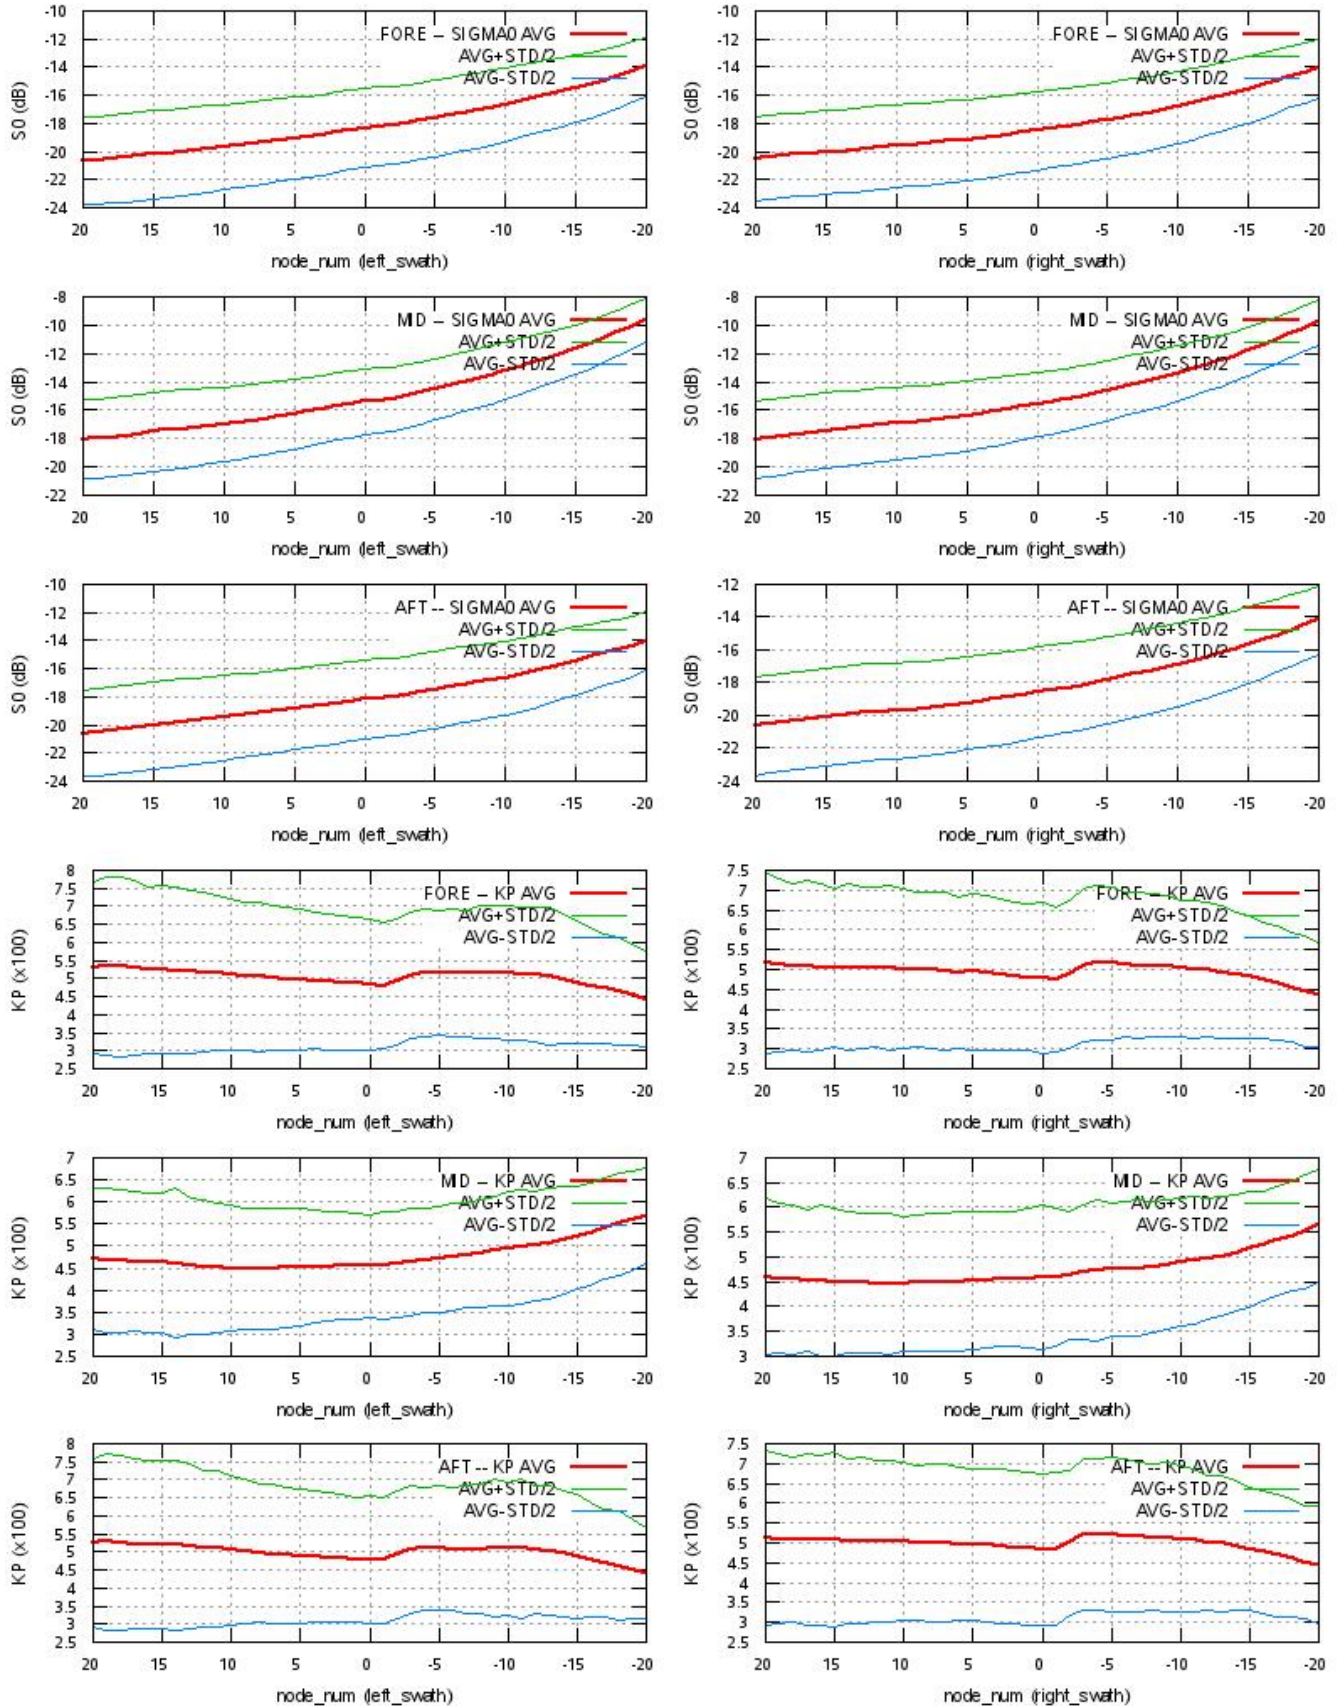 FORE – SIGMA0 AVG
AVG+STD/2
AVG-STD/2
S0 (dB)
-10
-12
-14
-16
-18
-20
-22
-24
20 15 10 5 0 -5 -10 -15 -20
node_num (left_swath)
FORE – SIGMA0 AVG
AVG+STD/2
AVG-STD/2
S0 (dB)
-10
-12
-14
-16
-18
-20
-22
-24
20 15 10 5 0 -5 -10 -15 -20
node_num (right_swath)
MID – SIGMA0 AVG
AVG+STD/2
AVG-STD/2
S0 (dB)
-8
-10
-12
-14
-16
-18
-20
-22
20 15 10 5 0 -5 -10 -15 -20
node_num (left_swath)
MID – SIGMA0 AVG
AVG+STD/2
AVG-STD/2
S0 (dB)
-8
-10
-12
-14
-16
-18
-20
-22
20 15 10 5 0 -5 -10 -15 -20
node_num (right_swath)
AFT -- SIGMA0 AVG
AVG+STD/2
AVG-STD/2
S0 (dB)
-10
-12
-14
-16
-18
-20
-22
-24
20 15 10 5 0 -5 -10 -15 -20
node_num (left_swath)
AFT -- SIGMA0 AVG
AVG+STD/2
AVG-STD/2
S0 (dB)
-12
-14
-16
-18
-20
-22
-24
20 15 10 5 0 -5 -10 -15 -20
node_num (right_swath)
FORE – KP AVG
AVG+STD/2
AVG-STD/2
KP (x100)
8
7.5
7
6.5
6
5.5
5
4.5
4
3.5
3
2.5
20 15 10 5 0 -5 -10 -15 -20
node_num (left_swath)
FORE – KP AVG
AVG+STD/2
AVG-STD/2
KP (x100)
7.5
7
6.5
6
5.5
5
4.5
4
3.5
3
2.5
20 15 10 5 0 -5 -10 -15 -20
node_num (right_swath)
MID – KP AVG
AVG+STD/2
AVG-STD/2
KP (x100)
7
6.5
6
5.5
5
4.5
4
3.5
3
2.5
20 15 10 5 0 -5 -10 -15 -20
node_num (left_swath)
MID – KP AVG
AVG+STD/2
AVG-STD/2
KP (x100)
7
6.5
6
5.5
5
4.5
4
3.5
3
20 15 10 5 0 -5 -10 -15 -20
node_num (right_swath)
AFT -- KP AVG
AVG+STD/2
AVG-STD/2
KP (x100)
8
7.5
7
6.5
6
5.5
5
4.5
4
3.5
3
2.5
20 15 10 5 0 -5 -10 -15 -20
node_num (left_swath)
AFT -- KP AVG
AVG+STD/2
AVG-STD/2
KP (x100)
7.5
7
6.5
6
5.5
5
4.5
4
3.5
3
2.5
20 15 10 5 0 -5 -10 -15 -20
node_num (right_swath)